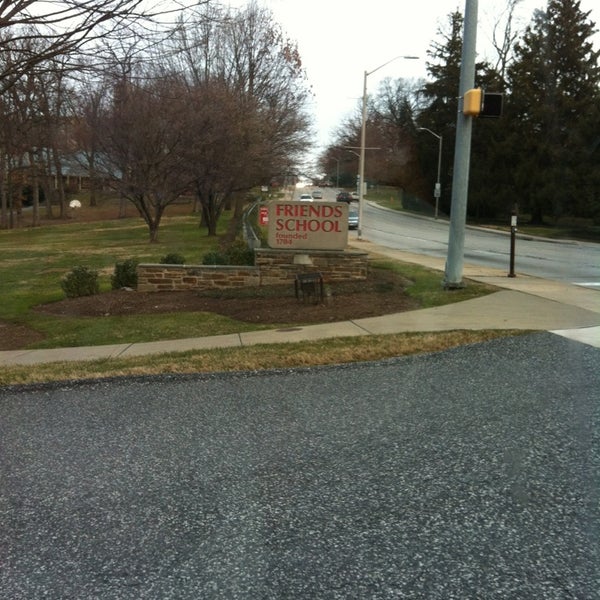 FRIENDS
SCHOOL
founded
1784